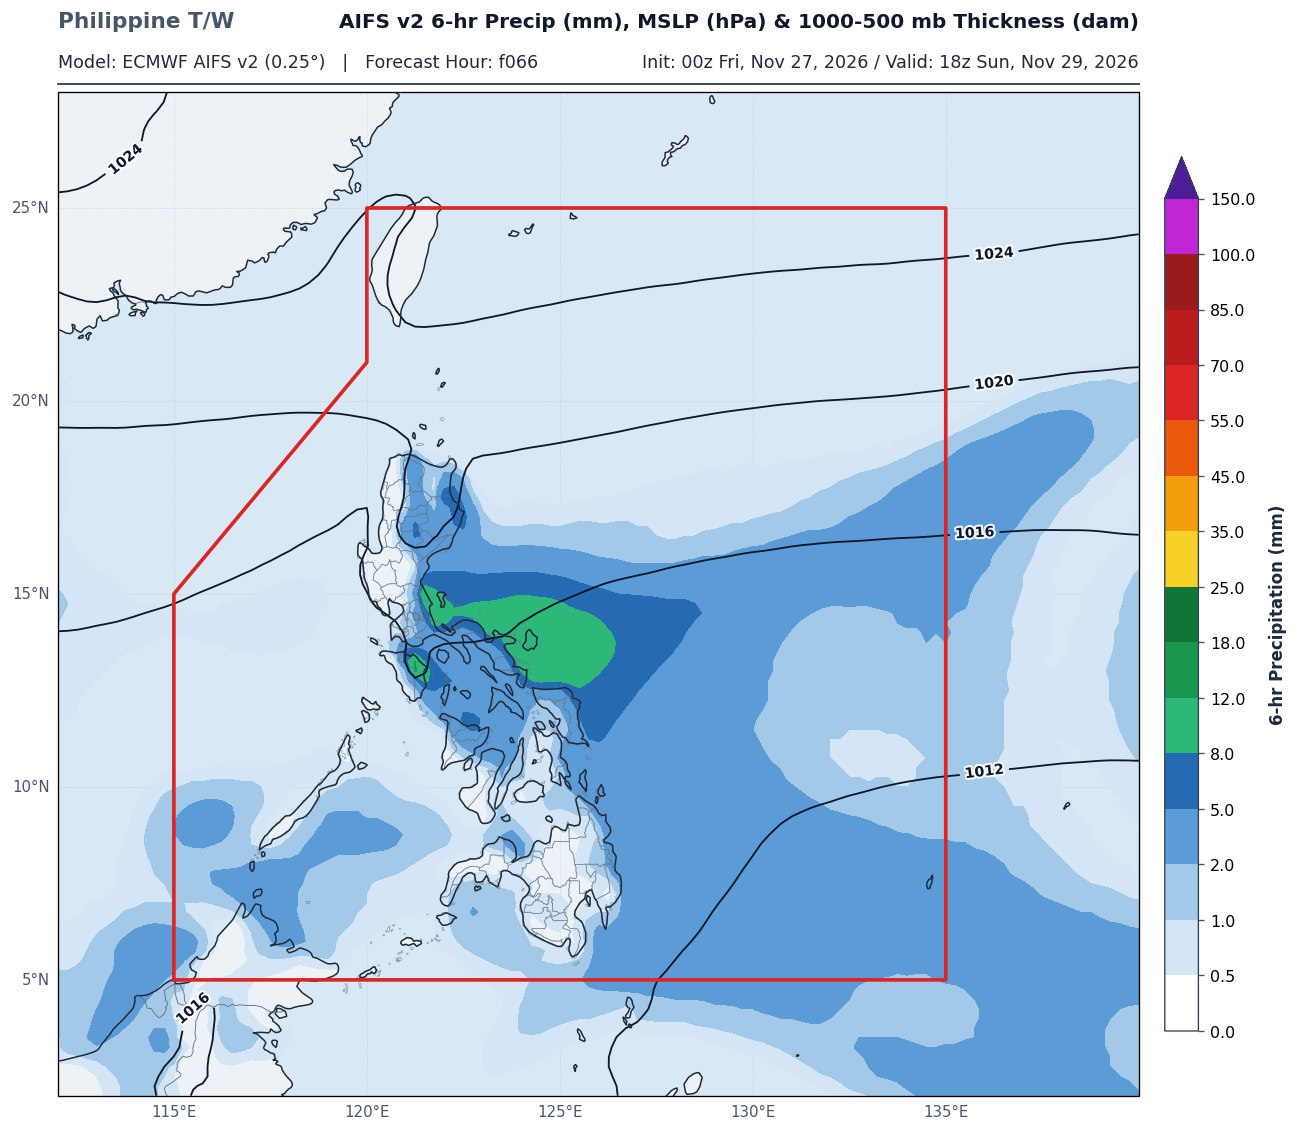 Philippine T/W
AIFS v2 6-hr Precip (mm), MSLP (hPa) & 1000-500 mb Thickness (dam)
Model: ECMWF AIFS v2 (0.25°) | Forecast Hour: f066
Init: 00z Fri, Nov 27, 2026 / Valid: 18z Sun, Nov 29, 2026
1024
25°N
1024
1020
20°N
1016
15°N
1012
10°N
5°N
1016
115°E
120°E
125°E
130°E
135°E
150.0
100.0
85.0
70.0
55.0
45.0
35.0
25.0
18.0
12.0
8.0
5.0
2.0
1.0
0.5
0.0
6-hr Precipitation (mm)